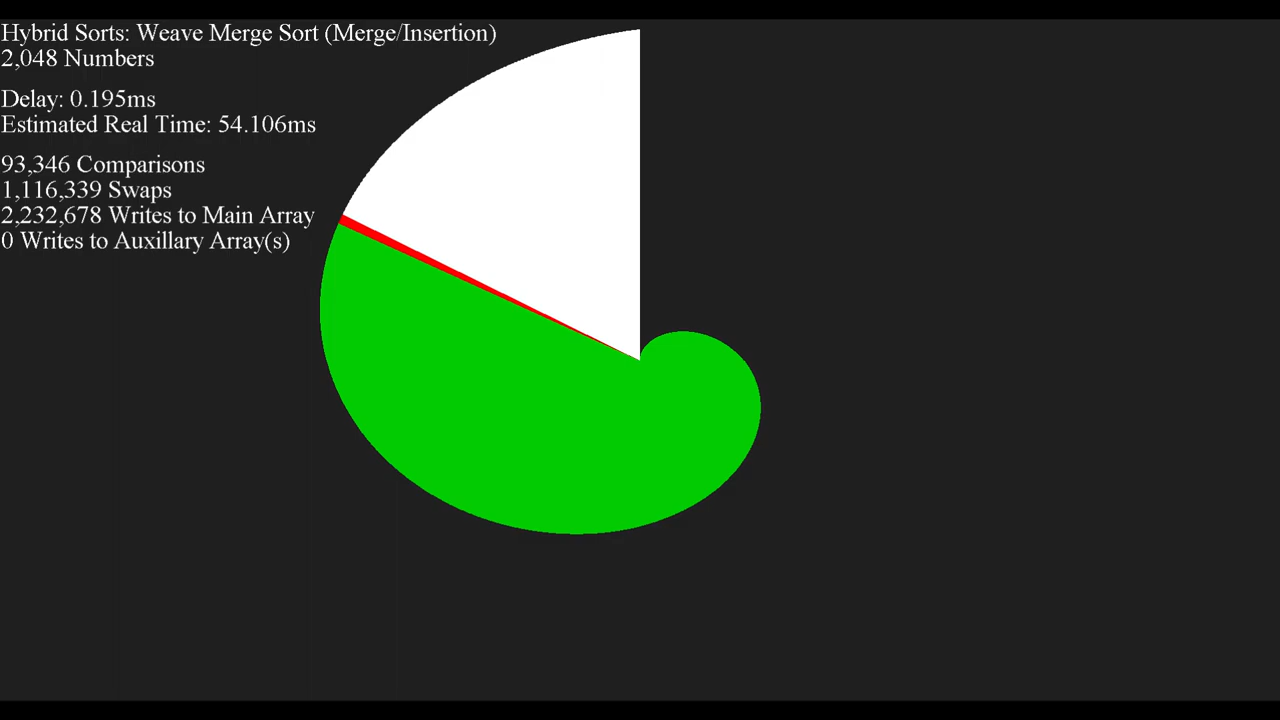 Hybrid Sorts: Weave Merge Sort (Merge/Insertion)
2,048 Numbers
Delay: 0.195ms
Estimated Real Time: 54.106ms
93,346 Comparisons
1,116,339 Swaps
2,232,678 Writes to Main Array
0 Writes to Auxillary Array(s)